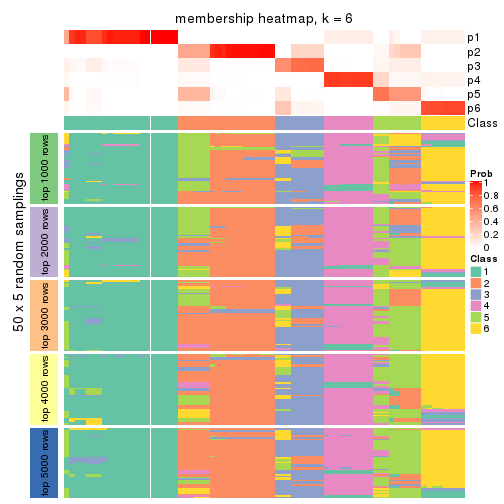 membership heatmap, k = 6
p1
p2
p3
p4
p5
p6
Class
50 x 5 random samplings
top 1000 rows
top 2000 rows
top 3000 rows
top 4000 rows
top 5000 rows
Prob
1
0.8
0.6
0.4
0.2
0
Class
1
2
3
4
5
6